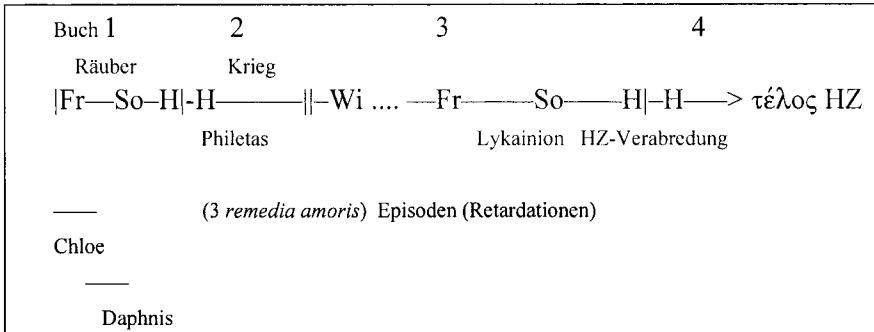 Buch 1 2 3 4
Räuber Krieg
|Fr—So–H|-H———||–Wi .... —Fr——So——H|–H——> τέλος HZ
Philetas Lykainion HZ-Verabredung
(3 remedia amoris) Episoden (Retardationen)
Chloe
Daphnis